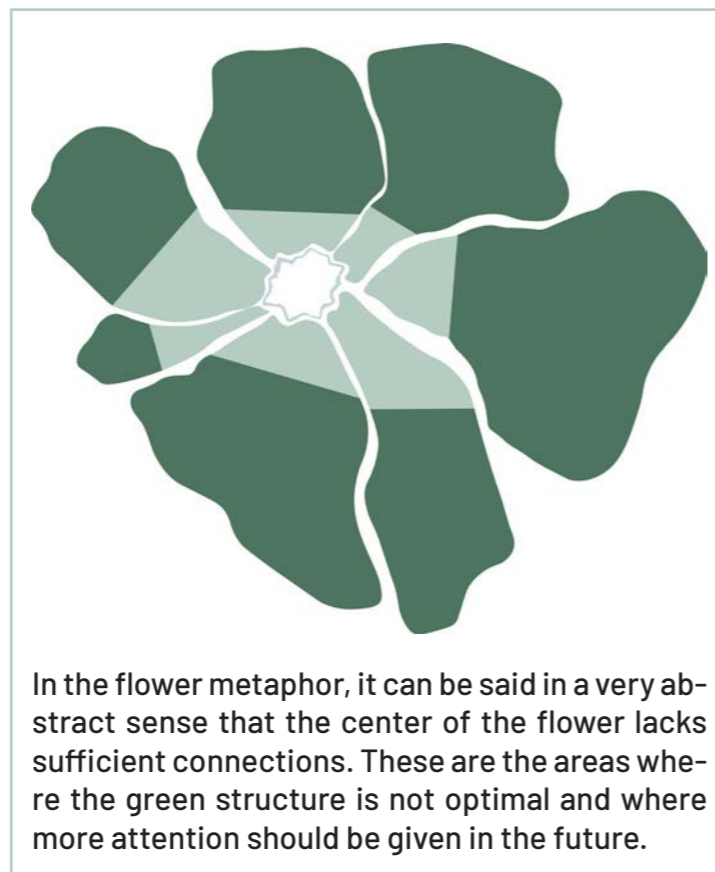 In the flower metaphor, it can be said in a very ab-
stract sense that the center of the flower lacks
sufficient connections. These are the areas whe-
re the green structure is not optimal and where
more attention should be given in the future.